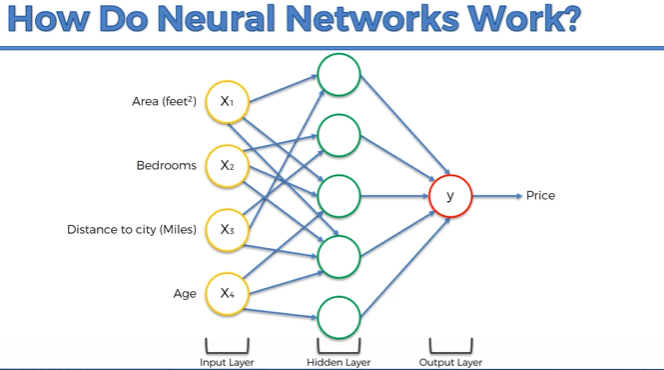 How Do Neural Networks Work?
Area (feet²)
X₁
Bedrooms
X₂
Distance to city (Miles)
X₃
Age
X₄
y
Price
Input Layer
Hidden Layer
Output Layer